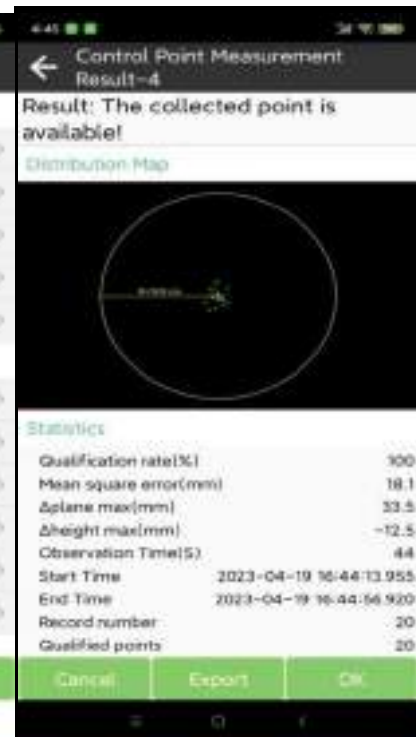 4:45
Control Point Measurement
Result-4
Result: The collected point is
available!
Distribution Map
Statistics
Qualification rate(%) 100
Mean square error(mm) 18.1
Δplane max(mm) 33.5
Δheight max(mm) -12.5
Observation Time(S) 44
Start Time 2023-04-19 16:44:13.955
End Time 2023-04-19 16:44:56.920
Record number 20
Qualified points 20
Cancel Export OK